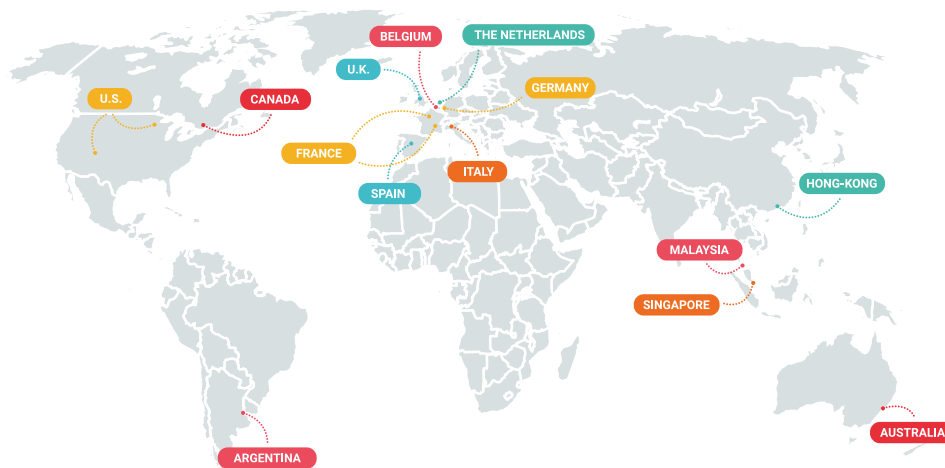 BELGIUM
THE NETHERLANDS
U.K.
GERMANY
U.S.
CANADA
FRANCE
ITALY
SPAIN
HONG-KONG
MALAYSIA
SINGAPORE
AUSTRALIA
ARGENTINA